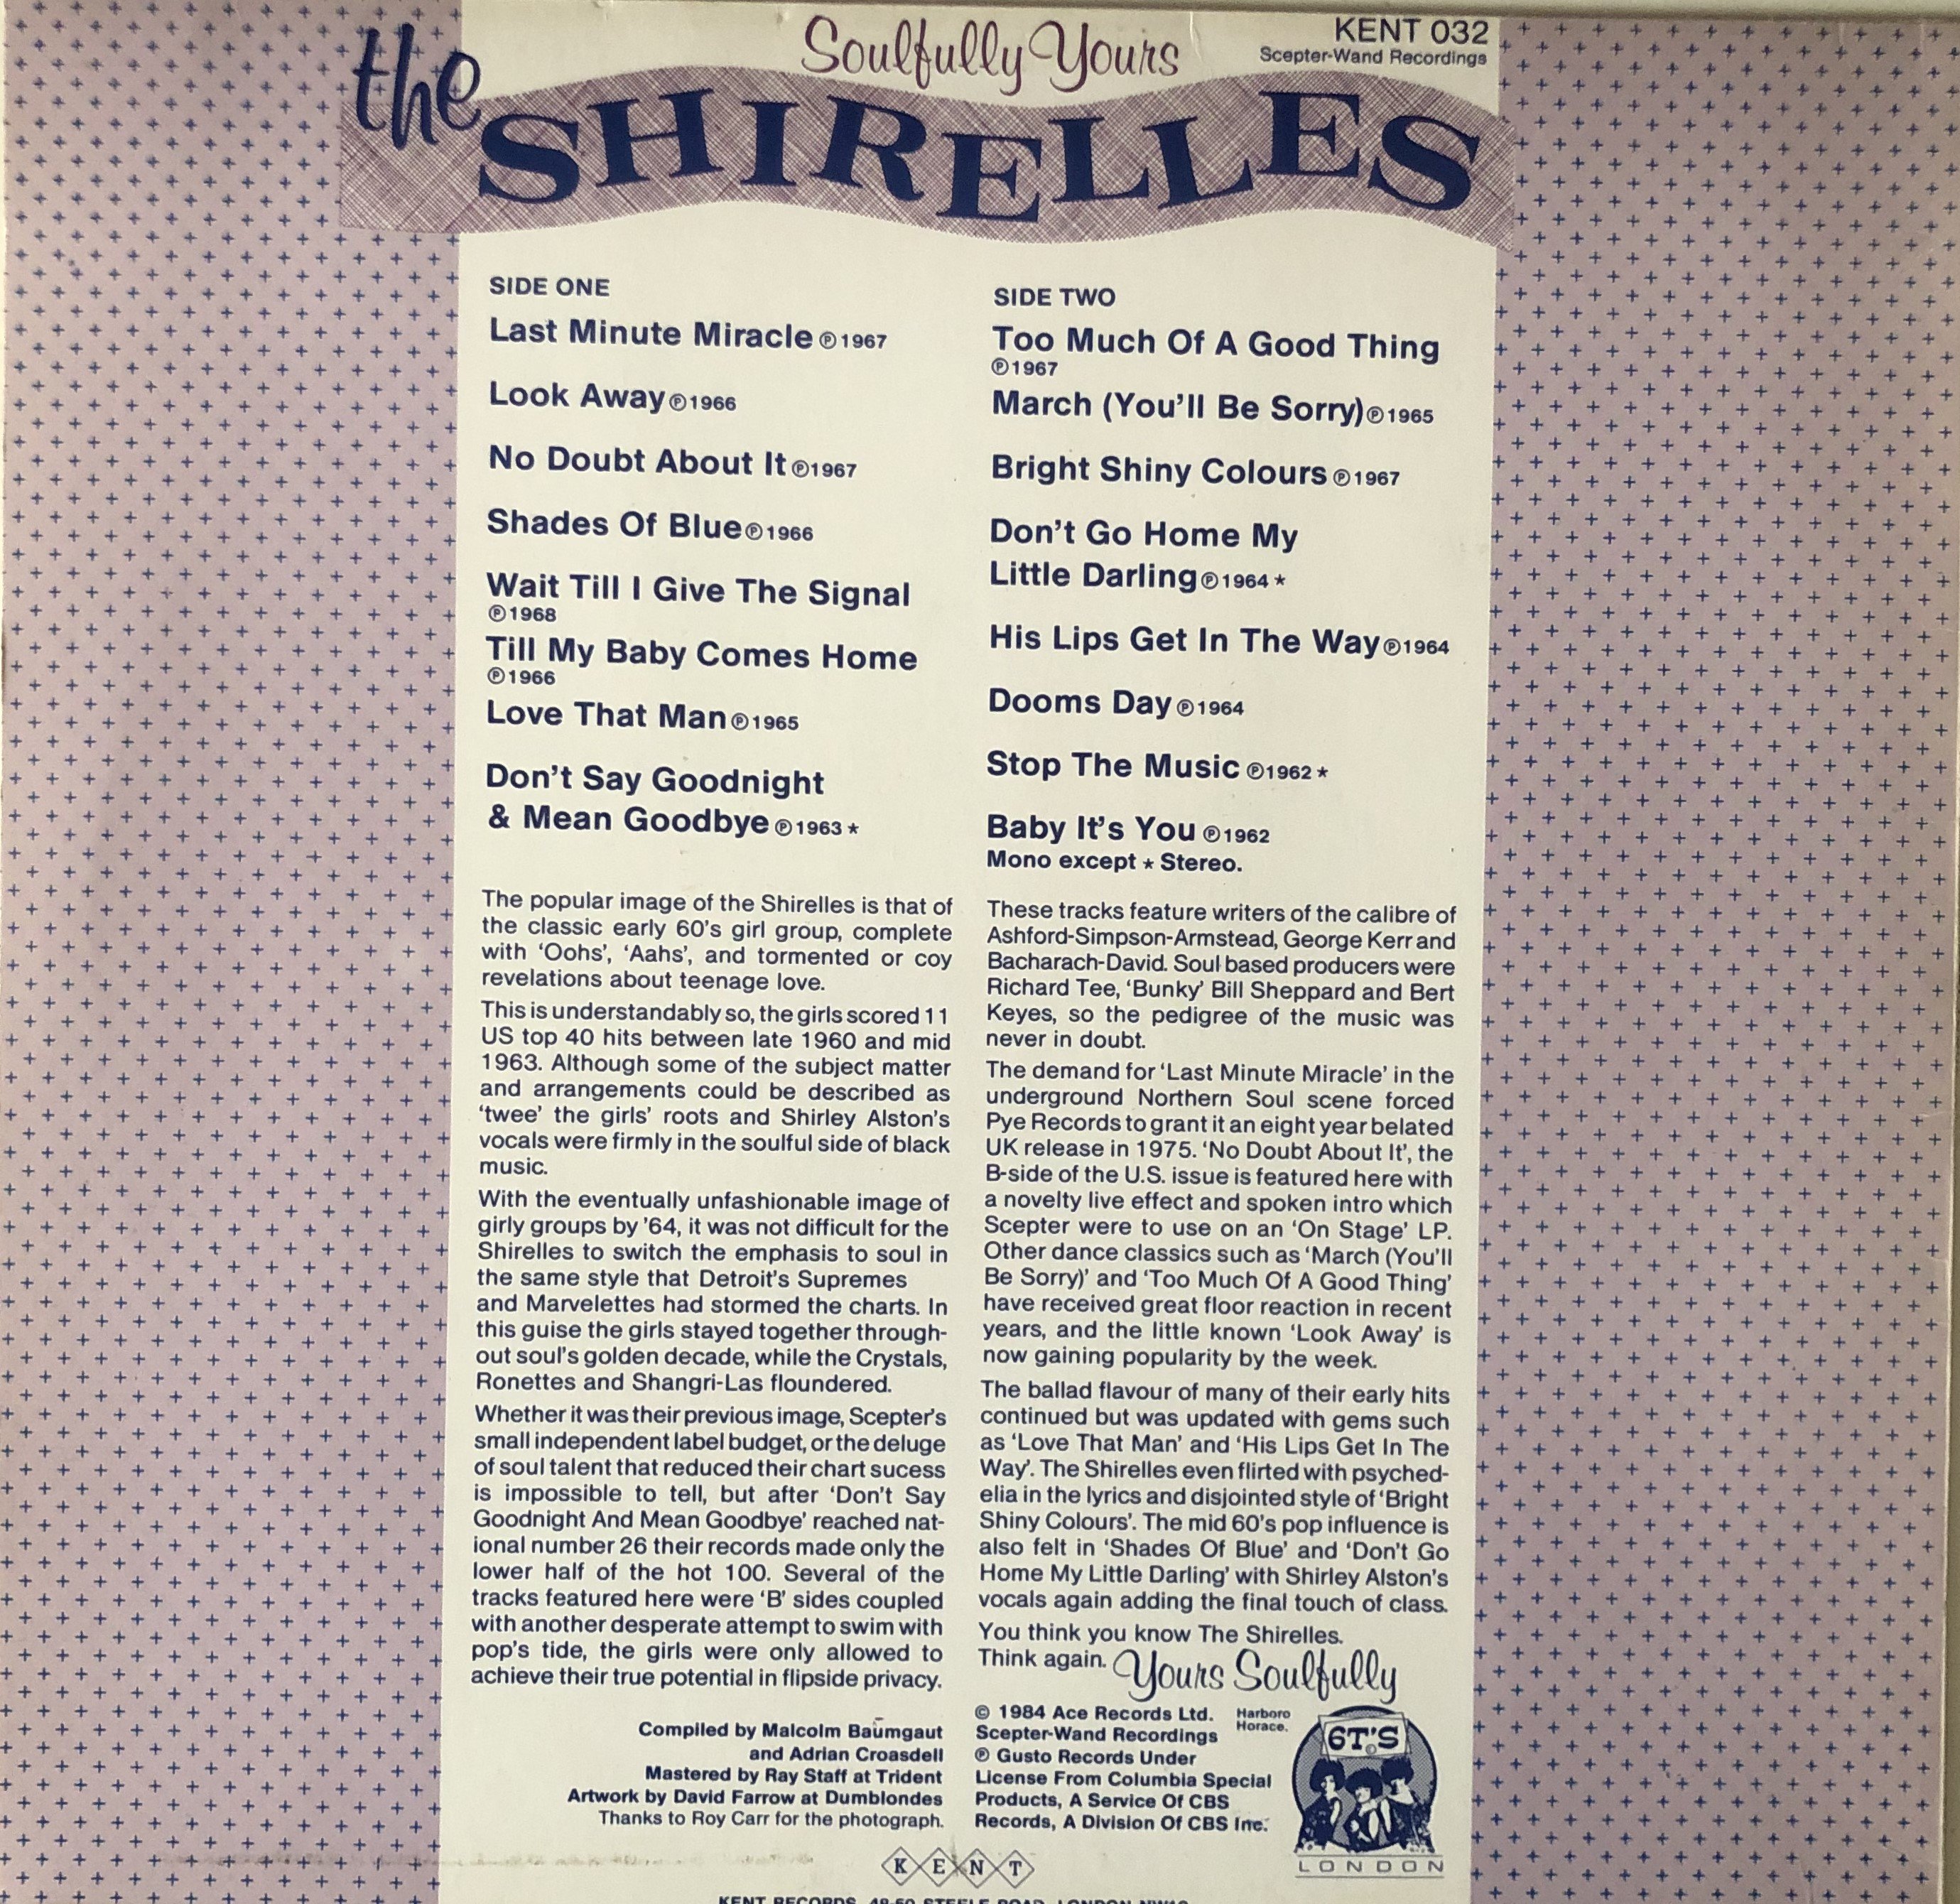 Soulfully Yours
KENT 032
Scepter-Wand Recordings
the SHIRELLES
SIDE ONE
Last Minute Miracle ℗1967
Look Away ℗1966
No Doubt About It ℗1967
Shades Of Blue ℗1966
Wait Till I Give The Signal
℗1968
Till My Baby Comes Home
℗1966
Love That Man ℗1965
Don't Say Goodnight
& Mean Goodbye ℗1963 *
SIDE TWO
Too Much Of A Good Thing
℗1967
March (You'll Be Sorry) ℗1965
Bright Shiny Colours ℗1967
Don't Go Home My
Little Darling ℗1964 *
His Lips Get In The Way ℗1964
Dooms Day ℗1964
Stop The Music ℗1962 *
Baby It's You ℗1962
Mono except * Stereo.
The popular image of the Shirelles is that of
the classic early 60's girl group, complete
with 'Oohs', 'Aahs', and tormented or coy
revelations about teenage love.
This is understandably so, the girls scored 11
US top 40 hits between late 1960 and mid
1963. Although some of the subject matter
and arrangements could be described as
'twee' the girls' roots and Shirley Alston's
vocals were firmly in the soulful side of black
music.
With the eventually unfashionable image of
girly groups by '64, it was not difficult for the
Shirelles to switch the emphasis to soul in
the same style that Detroit's Supremes
and Marvelettes had stormed the charts. In
this guise the girls stayed together through-
out soul's golden decade, while the Crystals,
Ronettes and Shangri-Las floundered.
Whether it was their previous image, Scepter's
small independent label budget, or the deluge
of soul talent that reduced their chart sucess
is impossible to tell, but after 'Don't Say
Goodnight And Mean Goodbye' reached nat-
ional number 26 their records made only the
lower half of the hot 100. Several of the
tracks featured here were 'B' sides coupled
with another desperate attempt to swim with
pop's tide, the girls were only allowed to
achieve their true potential in flipside privacy.
These tracks feature writers of the calibre of
Ashford-Simpson-Armstead, George Kerr and
Bacharach-David. Soul based producers were
Richard Tee, 'Bunky' Bill Sheppard and Bert
Keyes, so the pedigree of the music was
never in doubt.
The demand for 'Last Minute Miracle' in the
underground Northern Soul scene forced
Pye Records to grant it an eight year belated
UK release in 1975. 'No Doubt About It', the
B-side of the U.S. issue is featured here with
a novelty live effect and spoken intro which
Scepter were to use on an 'On Stage' LP.
Other dance classics such as 'March (You'll
Be Sorry)' and 'Too Much Of A Good Thing'
have received great floor reaction in recent
years, and the little known 'Look Away' is
now gaining popularity by the week.
The ballad flavour of many of their early hits
continued but was updated with gems such
as 'Love That Man' and 'His Lips Get In The
Way'. The Shirelles even flirted with psyched-
elia in the lyrics and disjointed style of 'Bright
Shiny Colours'. The mid 60's pop influence is
also felt in 'Shades Of Blue' and 'Don't Go
Home My Little Darling' with Shirley Alston's
vocals again adding the final touch of class.
You think you know The Shirelles.
Think again. Yours Soulfully
Compiled by Malcolm Baumgaut
and Adrian Croasdell
Mastered by Ray Staff at Trident
Artwork by David Farrow at Dumblondes
Thanks to Roy Carr for the photograph.
© 1984 Ace Records Ltd.
Scepter-Wand Recordings
℗ Gusto Records Under
License From Columbia Special
Products, A Service Of CBS
Records, A Division Of CBS Inc.
Harboro
Horace.
6T'S
LONDON
KENT
KENT RECORDS, 48-50 STEELE ROAD, LONDON NW10